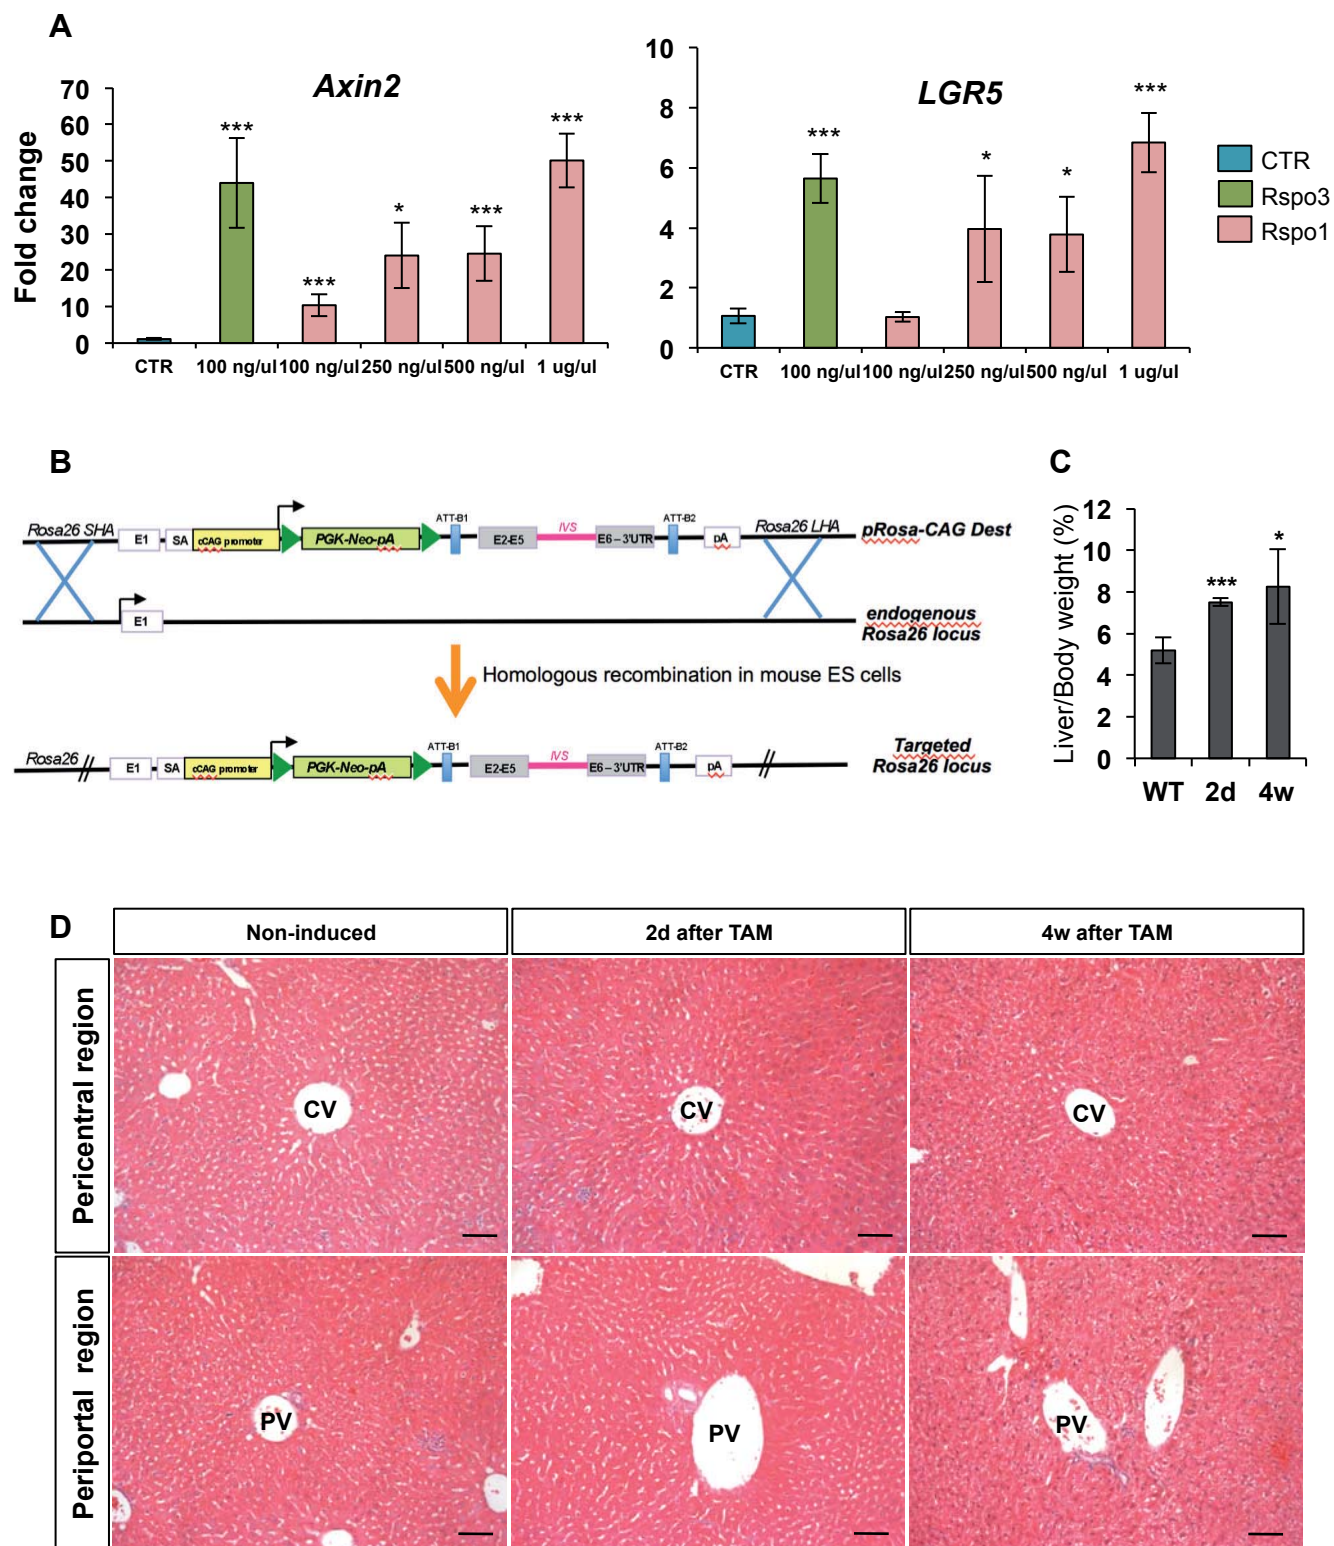 A
Axin2
Fold change
70
60
50
40
30
20
10
0
***
***
*
***
***
CTR
100 ng/ul
100 ng/ul
250 ng/ul
500 ng/ul
1 ug/ul
LGR5
10
8
6
4
2
0
***
*
*
***
CTR
100 ng/ul
100 ng/ul
250 ng/ul
500 ng/ul
1 ug/ul
CTR
Rspo3
Rspo1
B
Rosa26 SHA
E1
SA
cCAG promoter
PGK-Neo-pA
ATT-B1
E2-E5
IVS
E6 – 3'UTR
ATT-B2
pA
Rosa26 LHA
pRosa-CAG Dest
E1
endogenous
Rosa26 locus
Homologous recombination in mouse ES cells
Rosa26
E1
SA
cCAG promoter
PGK-Neo-pA
ATT-B1
E2-E5
IVS
E6 – 3'UTR
ATT-B2
pA
Targeted
Rosa26 locus
C
Liver/Body weight (%)
12
10
8
6
4
2
0
***
*
WT
2d
4w
D
Non-induced
2d after TAM
4w after TAM
Pericentral region
CV
CV
CV
Periportal region
PV
PV
PV